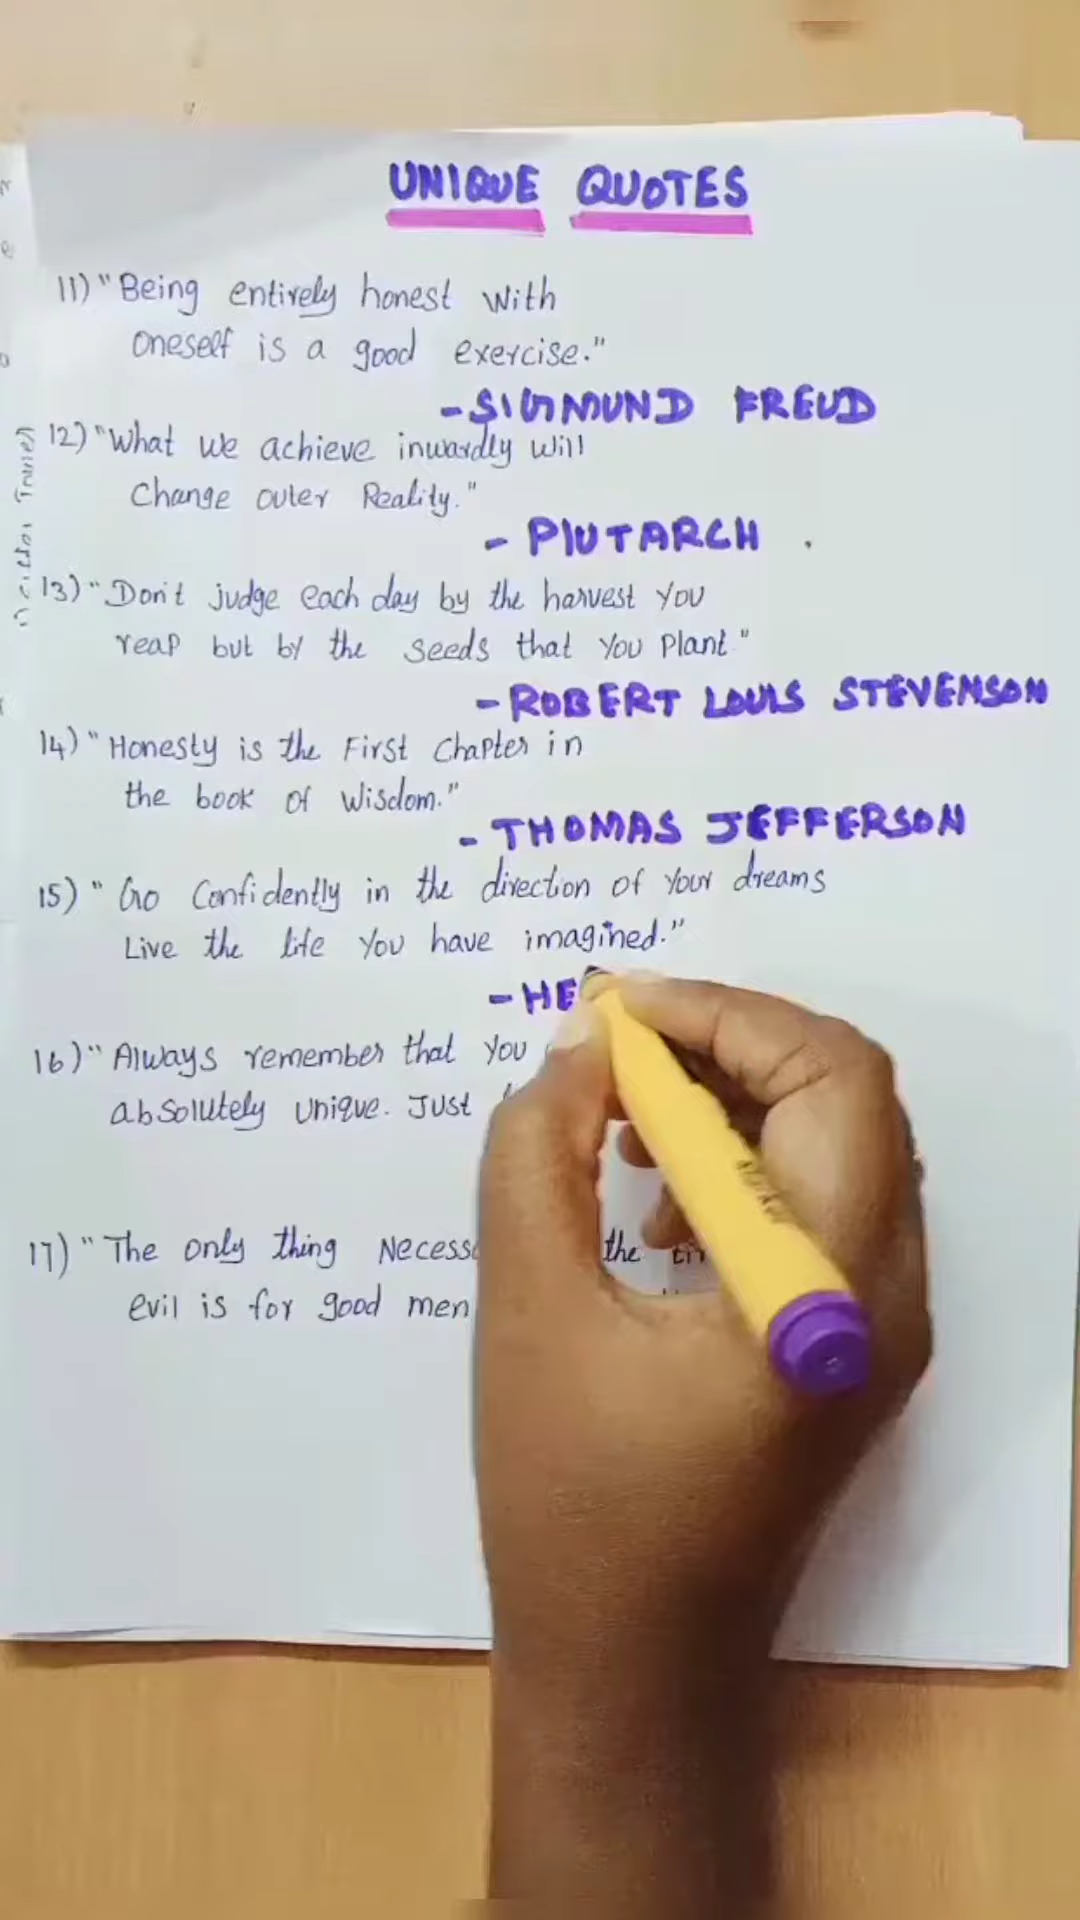 UNIQUE QUOTES
11) "Being entirely honest with
oneself is a good exercise."
-SIGMUND FREUD
12) "What we achieve inwardly will
Change outer Reality."
- PlUTARCH
13) "Don't judge each day by the harvest You
reap but by the seeds that You Plant"
-ROBERT LOUIS STEVENSON
14) "Honesty is the First Chapter in
the book of Wisdom."
- THOMAS JEFFERSON
15) "Go Confidently in the direction of Your dreams
Live the life You have imagined."
-HE
16) "Always remember that You
absolutely unique. Just
17) "The only thing Necess the
evil is for good men
Marker